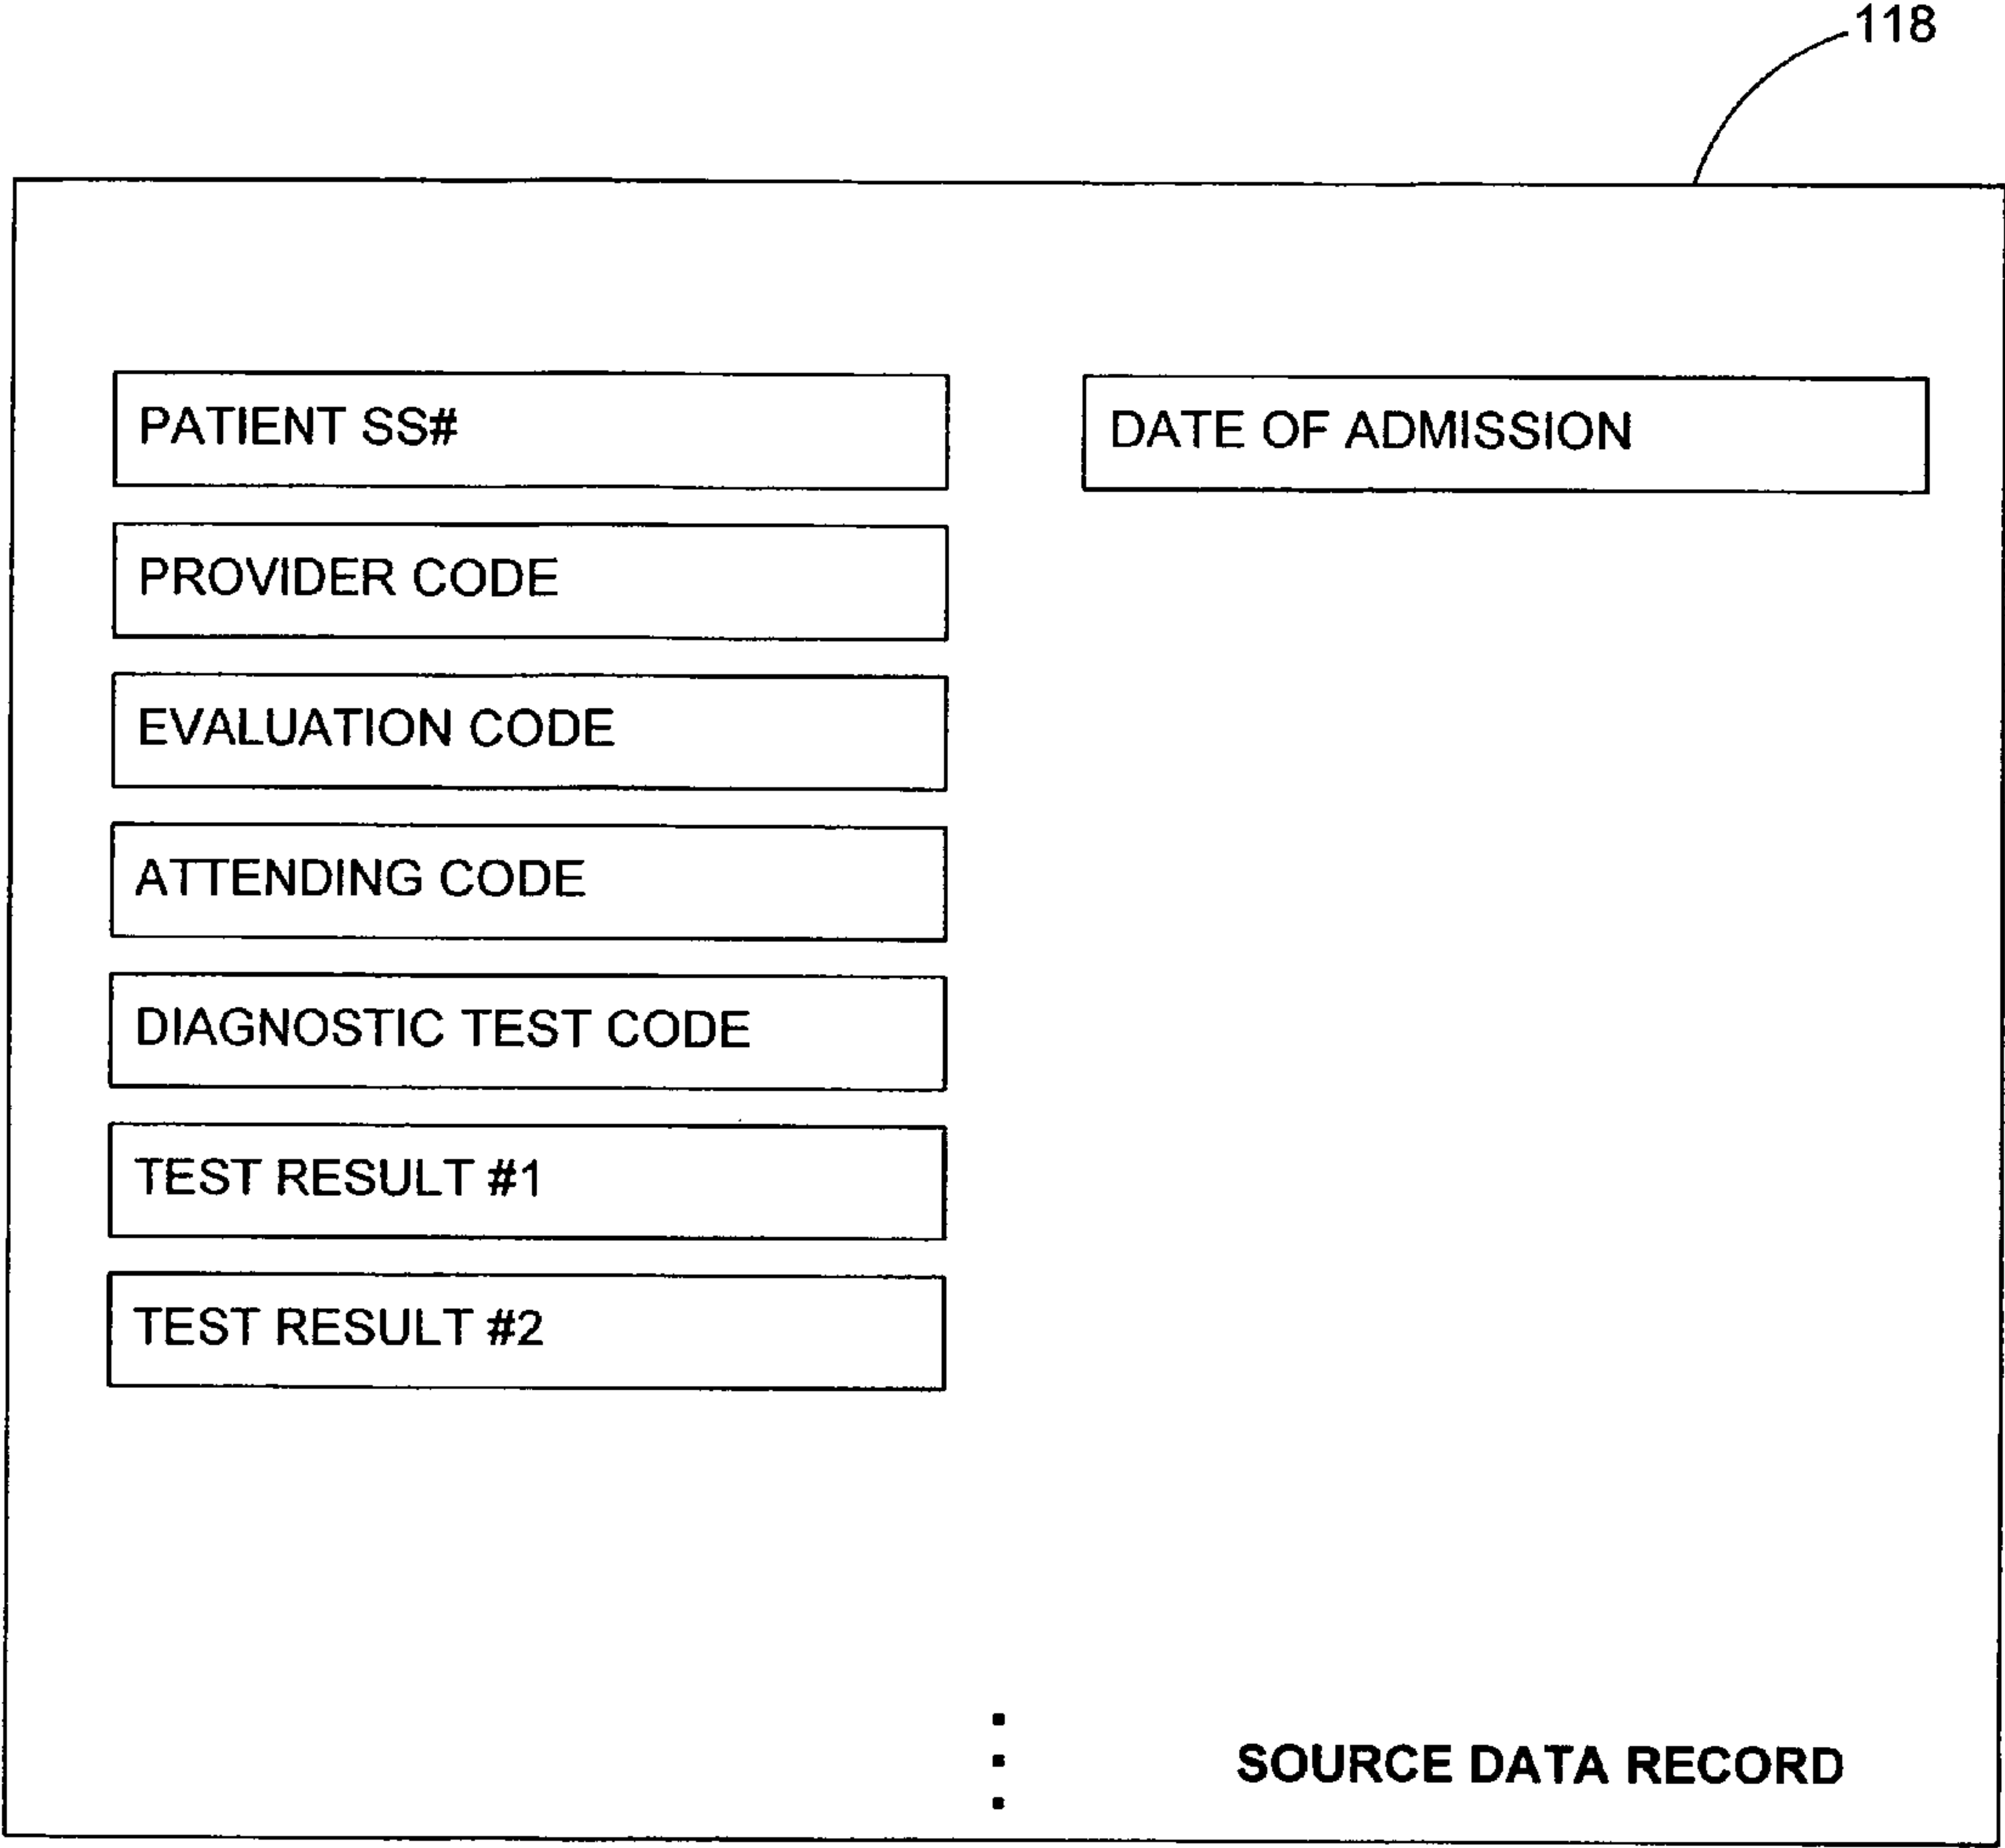 118
PATIENT SS#
DATE OF ADMISSION
PROVIDER CODE
EVALUATION CODE
ATTENDING CODE
DIAGNOSTIC TEST CODE
TEST RESULT #1
TEST RESULT #2
SOURCE DATA RECORD